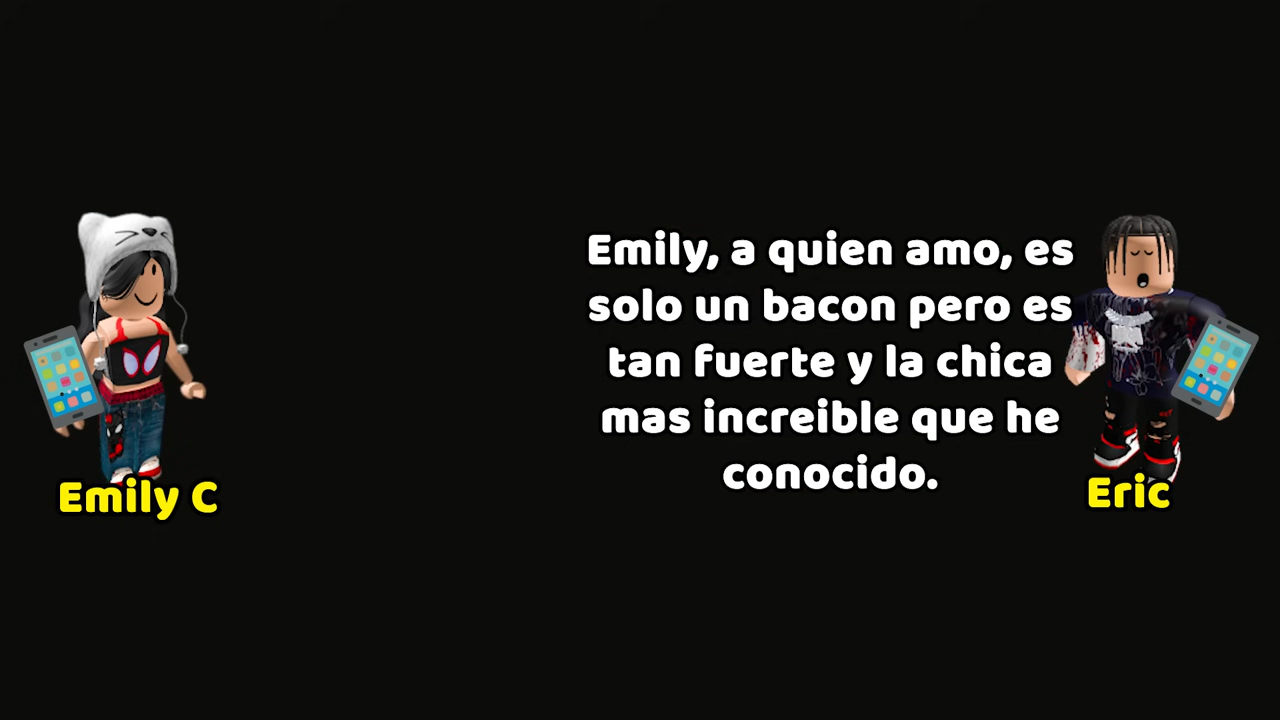 Emily, a quien amo, es
solo un bacon pero es
tan fuerte y la chica
mas increible que he
conocido.
Emily C
Eric